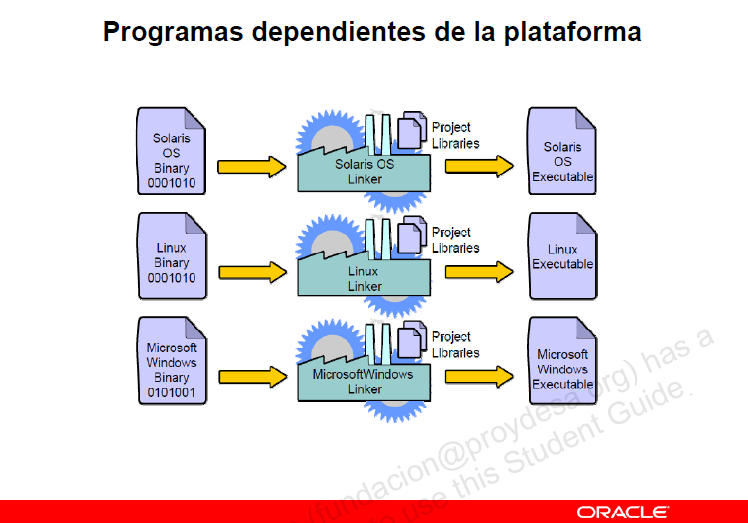 Programas dependientes de la plataforma
Solaris
OS
Binary
0001010
Solaris OS
Linker
Project
Libraries
Solaris
OS
Executable
Linux
Binary
0001010
Linux
Linker
Project
Libraries
Linux
Executable
Microsoft
Windows
Binary
0101001
MicrosoftWindows
Linker
Project
Libraries
Microsoft
Windows
Executable
(fundacion@proydesa.org) has a
use this Student Guide.
ORACLE